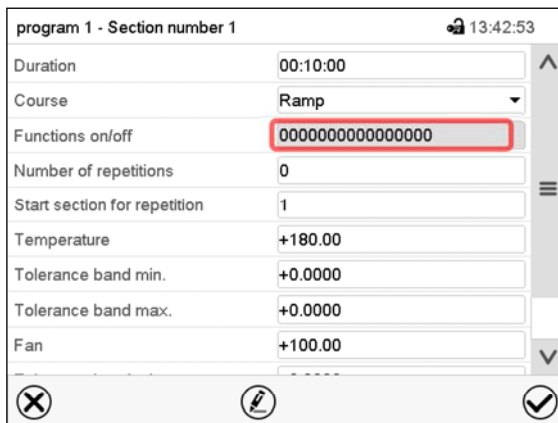 program 1 - Section number 1 13:42:53
Duration 00:10:00
Course Ramp
Functions on/off 0000000000000000
Number of repetitions 0
Start section for repetition 1
Temperature +180.00
Tolerance band min. +0.0000
Tolerance band max. +0.0000
Fan +100.00